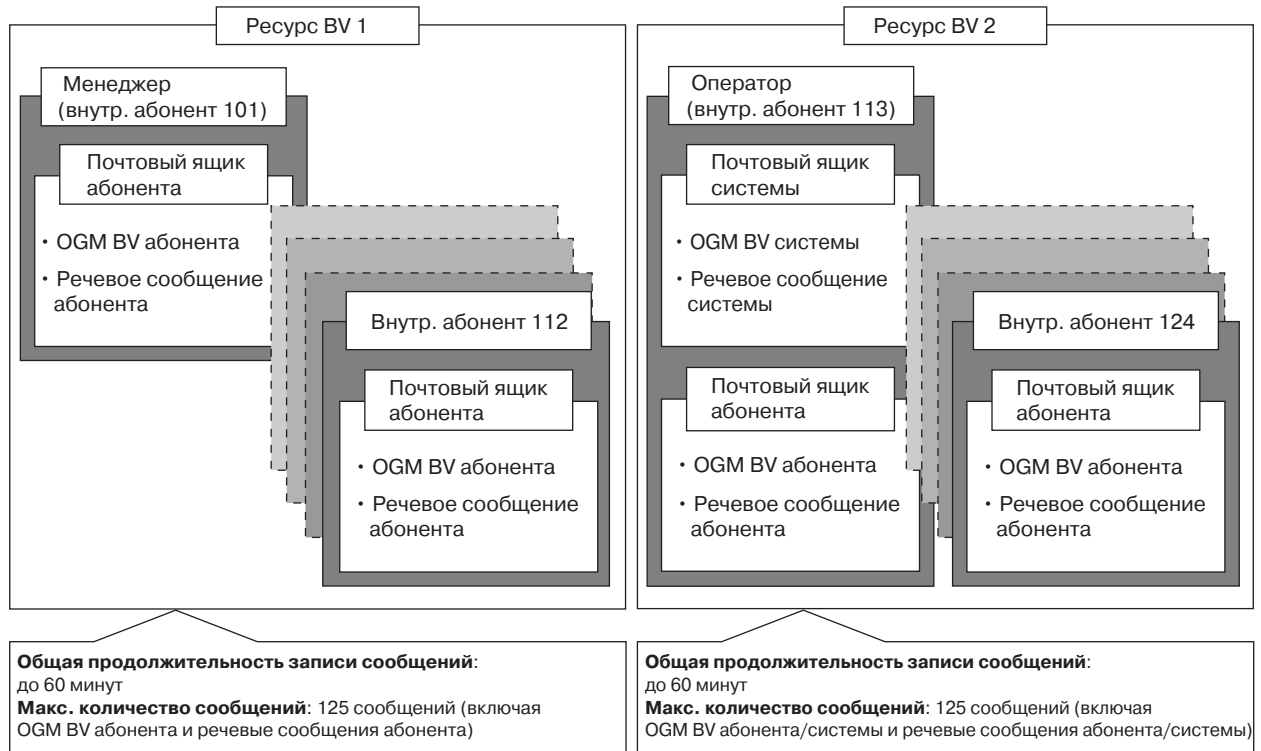 Ресурс BV 1
Менеджер
(внутр. абонент 101)
Почтовый ящик
абонента
• OGM BV абонента
• Речевое сообщение
абонента
Внутр. абонент 112
Почтовый ящик
абонента
• OGM BV абонента
• Речевое сообщение
абонента
Общая продолжительность записи сообщений:
до 60 минут
Макс. количество сообщений: 125 сообщений (включая
OGM BV абонента и речевые сообщения абонента)
Ресурс BV 2
Оператор
(внутр. абонент 113)
Почтовый ящик
системы
• OGM BV системы
• Речевое сообщение
системы
Почтовый ящик
абонента
• OGM BV абонента
• Речевое сообщение
абонента
Внутр. абонент 124
Почтовый ящик
абонента
• OGM BV абонента
• Речевое сообщение
абонента
Общая продолжительность записи сообщений:
до 60 минут
Макс. количество сообщений: 125 сообщений (включая
OGM BV абонента/системы и речевые сообщения абонента/системы)